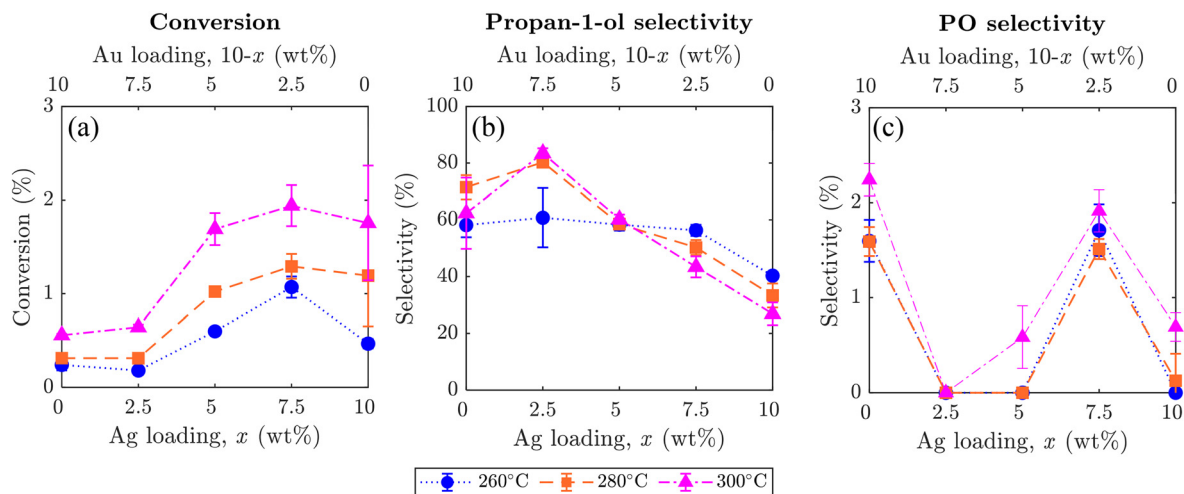 Conversion
Au loading, 10-x (wt%)
10 7.5 5 2.5 0
(a)
Conversion (%)
3
2
1
0
0 2.5 5 7.5 10
Ag loading, x (wt%)
Propan-1-ol selectivity
Au loading, 10-x (wt%)
10 7.5 5 2.5 0
(b)
Selectivity (%)
100
80
60
40
20
0
0 2.5 5 7.5 10
Ag loading, x (wt%)
PO selectivity
Au loading, 10-x (wt%)
10 7.5 5 2.5 0
(c)
Selectivity (%)
3
2
1
0
0 2.5 5 7.5 10
Ag loading, x (wt%)
260°C 280°C 300°C